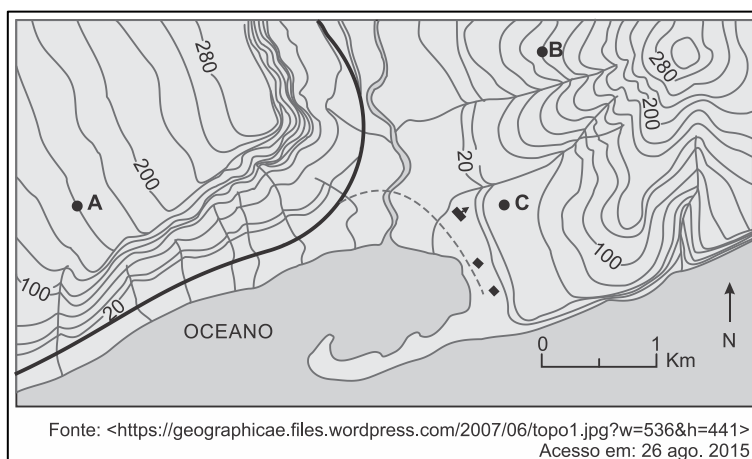 280
B
280
200
200
20
A
C
100
100
20
OCEANO
N
0 1
Km
Fonte: <https://geographicae.files.wordpress.com/2007/06/topo1.jpg?w=536&h=441>
Acesso em: 26 ago. 2015